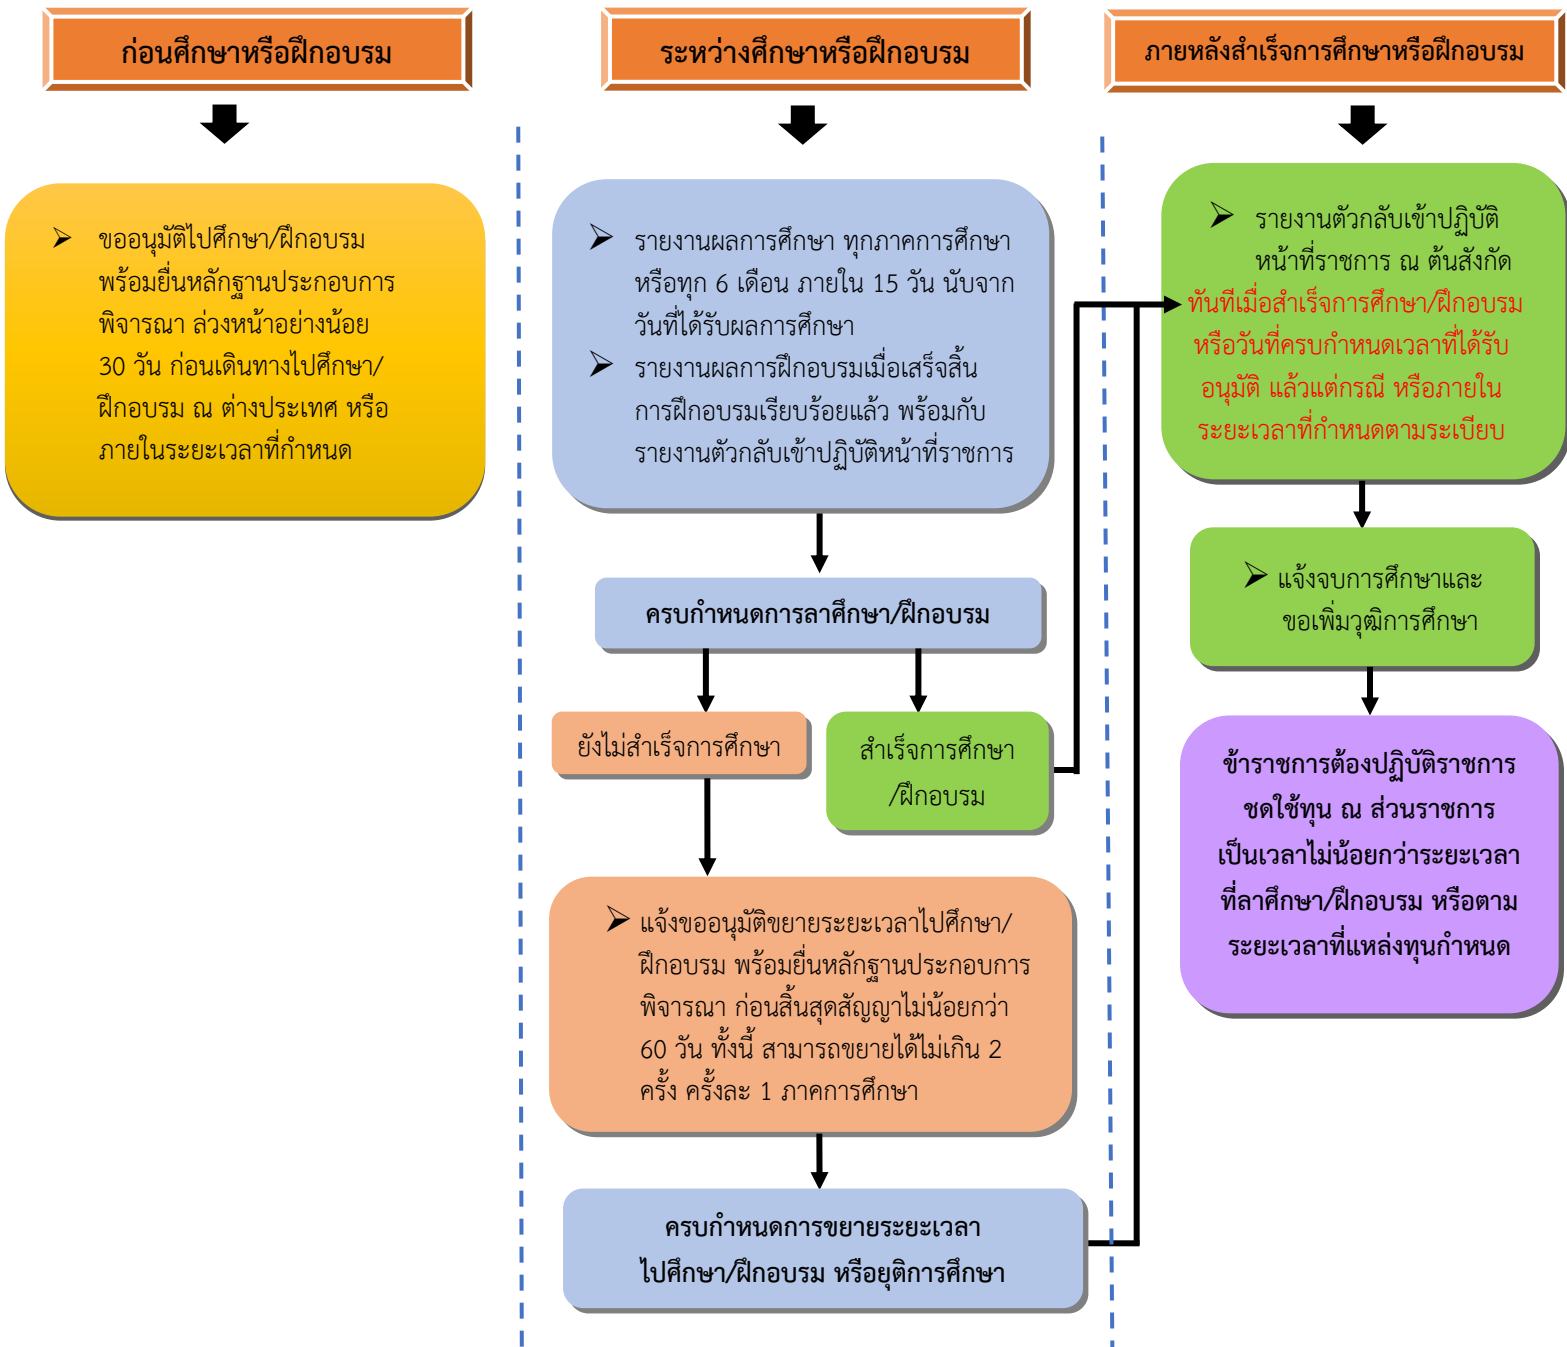 ก่อนศึกษาหรือฝึกอบรม
ขออนุมัติไปศึกษา/ฝึกอบรม
พร้อมยื่นหลักฐานประกอบการ
พิจารณา ล่วงหน้าอย่างน้อย
30 วัน ก่อนเดินทางไปศึกษา/
ฝึกอบรม ณ ต่างประเทศ หรือ
ภายในระยะเวลาที่กำหนด
ระหว่างศึกษาหรือฝึกอบรม
รายงานผลการศึกษา ทุกภาคการศึกษา
หรือทุก 6 เดือน ภายใน 15 วัน นับจาก
วันที่ได้รับผลการศึกษา
รายงานผลการฝึกอบรมเมื่อเสร็จสิ้น
การฝึกอบรมเรียบร้อยแล้ว พร้อมกับ
รายงานตัวกลับเข้าปฏิบัติหน้าที่ราชการ
ครบกำหนดการลาศึกษา/ฝึกอบรม
ยังไม่สำเร็จการศึกษา
สำเร็จการศึกษา
/ฝึกอบรม
แจ้งขออนุมัติขยายระยะเวลาไปศึกษา/
ฝึกอบรม พร้อมยื่นหลักฐานประกอบการ
พิจารณา ก่อนสิ้นสุดสัญญาไม่น้อยกว่า
60 วัน ทั้งนี้ สามารถขยายได้ไม่เกิน 2
ครั้ง ครั้งละ 1 ภาคการศึกษา
ครบกำหนดการขยายระยะเวลา
ไปศึกษา/ฝึกอบรม หรือยุติการศึกษา
ภายหลังสำเร็จการศึกษาหรือฝึกอบรม
รายงานตัวกลับเข้าปฏิบัติ
หน้าที่ราชการ ณ ต้นสังกัด
ทันทีเมื่อสำเร็จการศึกษา/ฝึกอบรม
หรือวันที่ครบกำหนดเวลาที่ได้รับ
อนุมัติ แล้วแต่กรณี หรือภายใน
ระยะเวลาที่กำหนดตามระเบียบ
แจ้งจบการศึกษาและ
ขอเพิ่มวุฒิการศึกษา
ข้าราชการต้องปฏิบัติราชการ
ชดใช้ทุน ณ ส่วนราชการ
เป็นเวลาไม่น้อยกว่าระยะเวลา
ที่ลาศึกษา/ฝึกอบรม หรือตาม
ระยะเวลาที่แหล่งทุนกำหนด